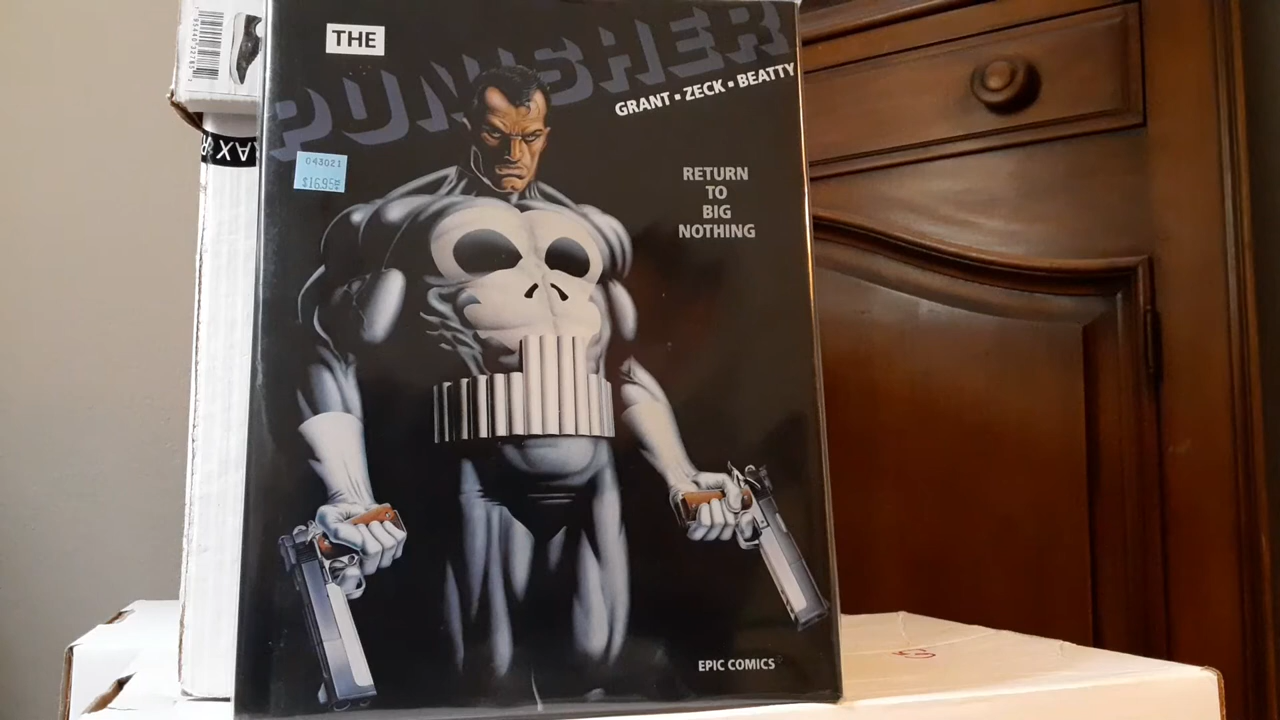 THE
PUNISHER
GRANT ▪ ZECK ▪ BEATTY
043021
$16.95
RETURN
TO
BIG
NOTHING
EPIC COMICS